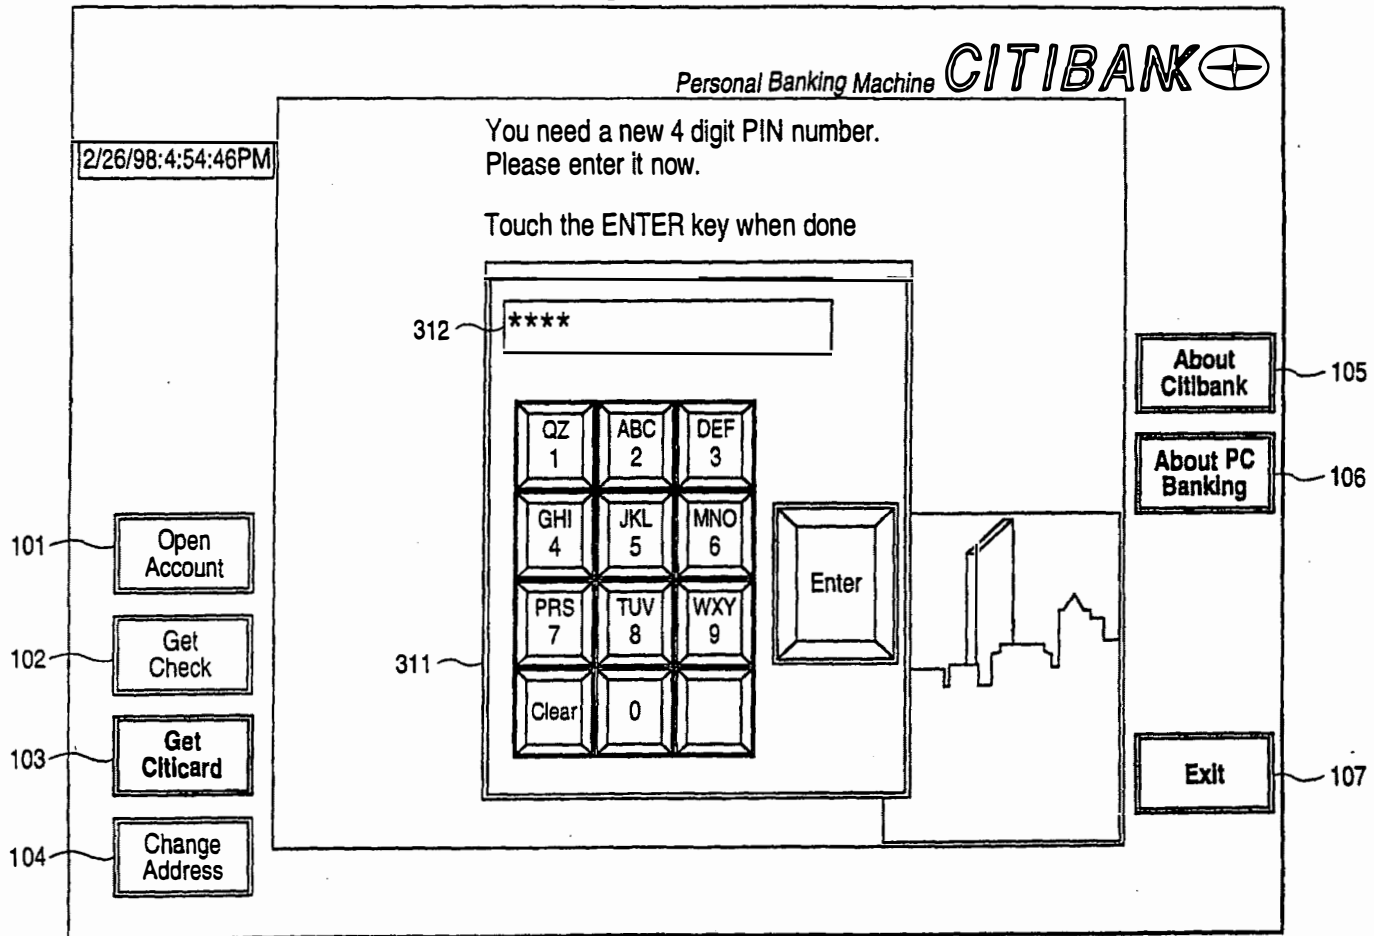 Personal Banking Machine CITIBANK
You need a new 4 digit PIN number.
Please enter it now.
2/26/98:4:54:46PM
Touch the ENTER key when done
312
****
About
Citibank
105
QZ
1
ABC
2
DEF
3
About PC
Banking
106
GHI
4
JKL
5
MNO
6
101
Open
Account
Enter
PRS
7
TUV
8
WXY
9
102
Get
Check
311
Clear
0
103
Get
Citicard
Exit
107
104
Change
Address